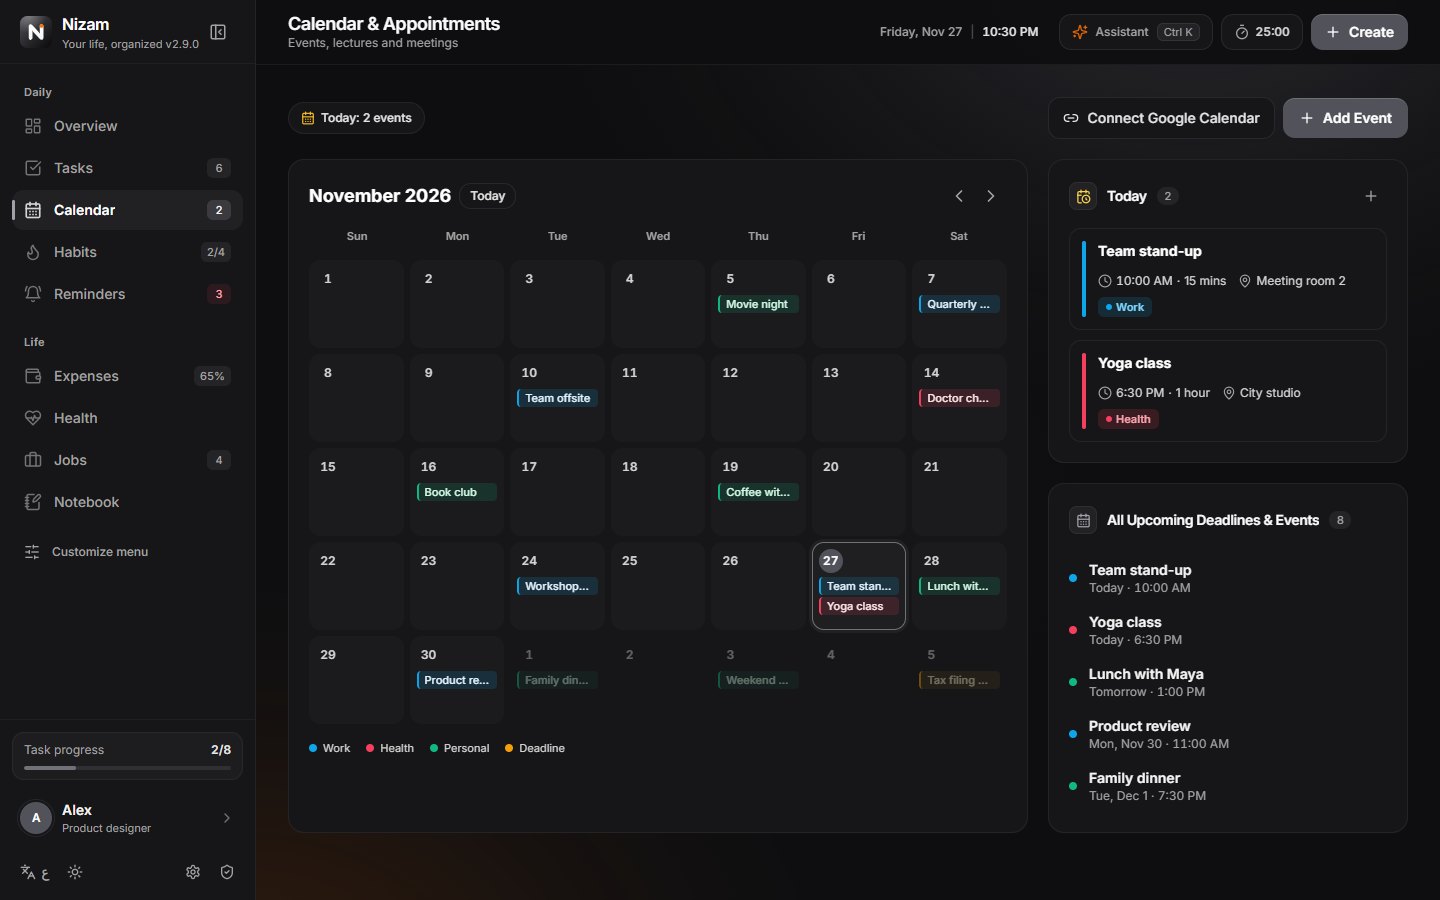 Nizam
Your life, organized v2.9.0
Daily
Overview
Tasks 6
Calendar 2
Habits 2/4
Reminders 3
Life
Expenses 65%
Health
Jobs 4
Notebook
Customize menu
Task progress 2/8
A
Alex
Product designer
ع
Calendar & Appointments
Events, lectures and meetings
Friday, Nov 27 10:30 PM
Assistant Ctrl K
25:00
Create
Today: 2 events
Connect Google Calendar
Add Event
November 2026 Today
Sun Mon Tue Wed Thu Fri Sat
1 2 3 4 5 6 7
Movie night Quarterly ...
8 9 10 11 12 13 14
Team offsite Doctor ch...
15 16 17 18 19 20 21
Book club Coffee wit...
22 23 24 25 26 27 28
Workshop... Team stan... Lunch wit...
Yoga class
29 30 1 2 3 4 5
Product re... Family din... Weekend ... Tax filing ...
Work Health Personal Deadline
Today 2
Team stand-up
10:00 AM · 15 mins Meeting room 2
Work
Yoga class
6:30 PM · 1 hour City studio
Health
All Upcoming Deadlines & Events 8
Team stand-up
Today · 10:00 AM
Yoga class
Today · 6:30 PM
Lunch with Maya
Tomorrow · 1:00 PM
Product review
Mon, Nov 30 · 11:00 AM
Family dinner
Tue, Dec 1 · 7:30 PM